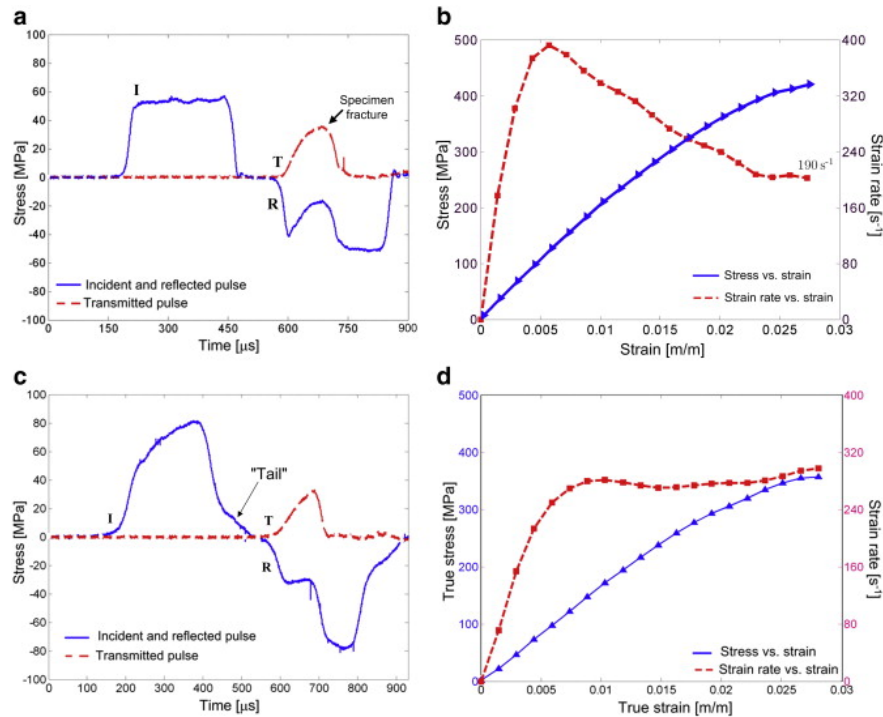 a
100
80
60
40
20
0
-20
-40
-60
-80
-100
Stress [MPa]
I
T
R
Specimen
fracture
Incident and reflected pulse
Transmitted pulse
0 150 300 450 600 750 900
Time [µs]
b
500
400
300
200
100
0
Stress [MPa]
400
320
240
160
80
0
Strain rate [s⁻¹]
190 s⁻¹
Stress vs. strain
Strain rate vs. strain
0 0.005 0.01 0.015 0.02 0.025 0.03
Strain [m/m]
c
100
80
60
40
20
0
-20
-40
-60
-80
-100
Stress [MPa]
I
"Tail"
T
R
Incident and reflected pulse
Transmitted pulse
0 100 200 300 400 500 600 700 800 900
Time [µs]
d
500
400
300
200
100
0
True stress [MPa]
400
320
240
160
80
0
Strain rate [s⁻¹]
Stress vs. strain
Strain rate vs. strain
0 0.005 0.01 0.015 0.02 0.025 0.03
True strain [m/m]